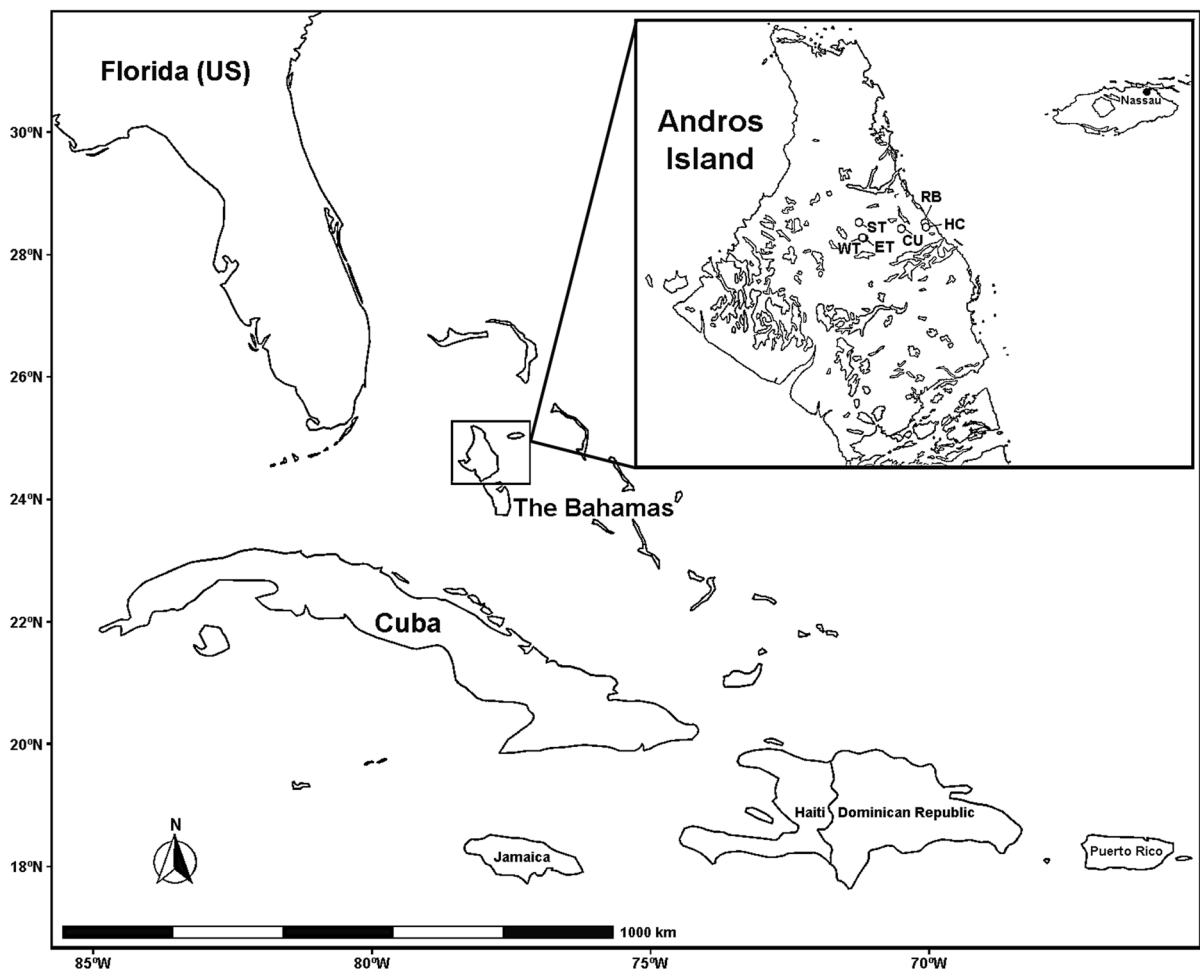 Florida (US)
Andros
Island
Nassau
RB
HC
ST
CU
WT
ET
30ºN
28ºN
26ºN
24ºN
22ºN
20ºN
18ºN
The Bahamas
Cuba
Haiti
Dominican Republic
Jamaica
Puerto Rico
N
1000 km
85ºW
80ºW
75ºW
70ºW